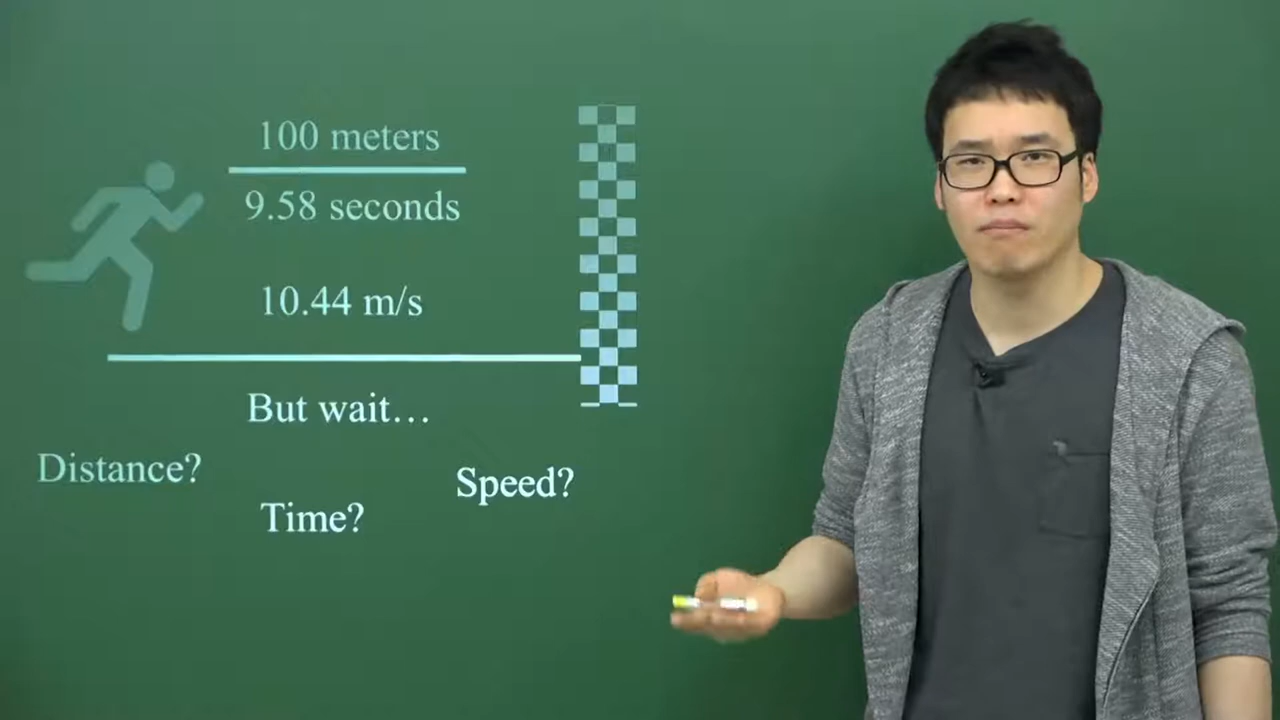 100 meters
9.58 seconds
10.44 m/s
But wait…
Distance?
Speed?
Time?